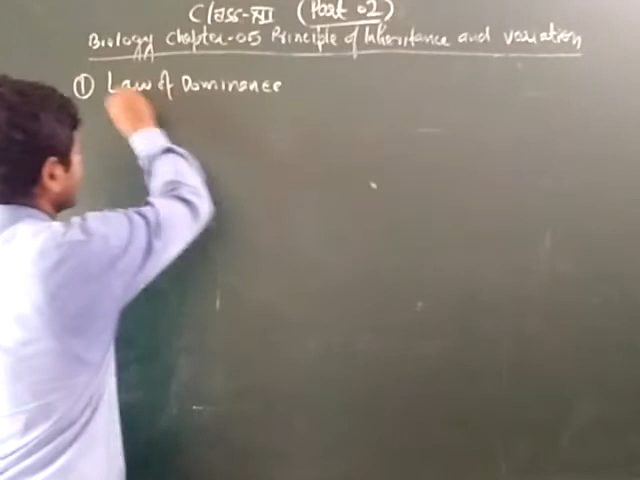 Class-XII (Part 02)
Biology Chapter-05 Principle of Inheritance and variation
① Law of Dominance